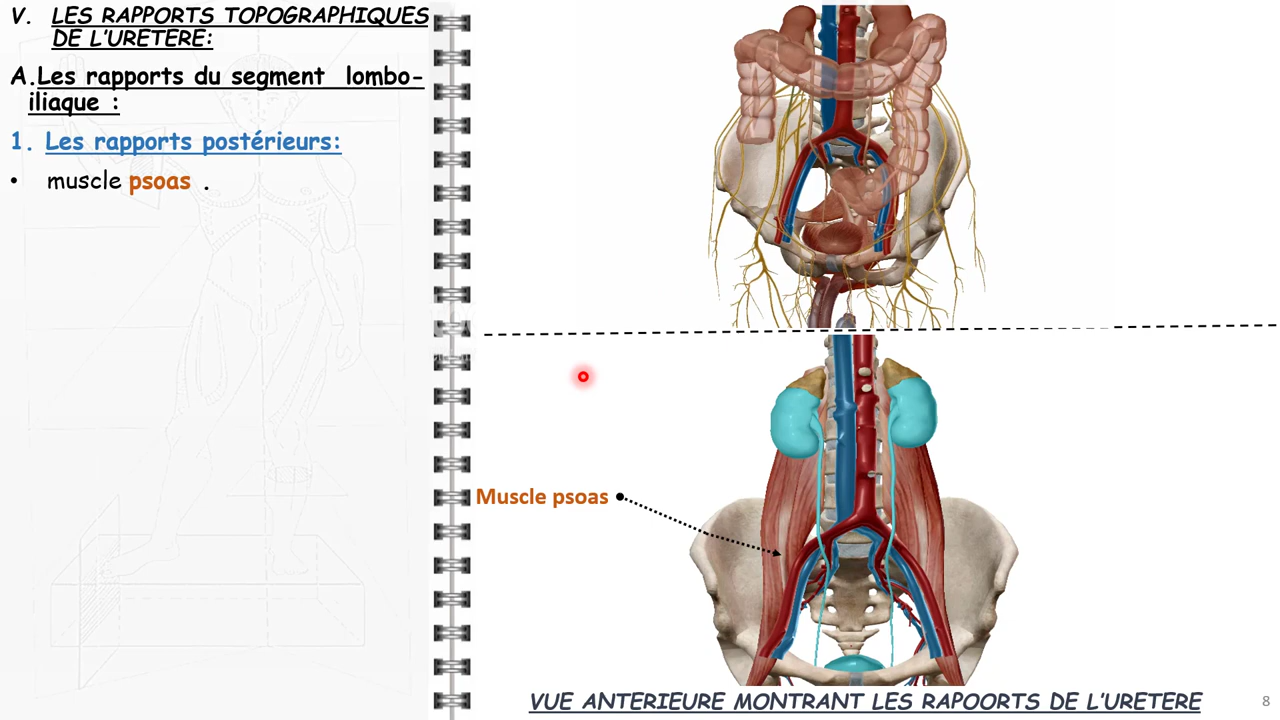 V. LES RAPPORTS TOPOGRAPHIQUES
DE L'URETERE:
A.Les rapports du segment lombo-
iliaque :
1. Les rapports postérieurs:
• muscle psoas .
Muscle psoas
VUE ANTERIEURE MONTRANT LES RAPOORTS DE L'URETERE
8